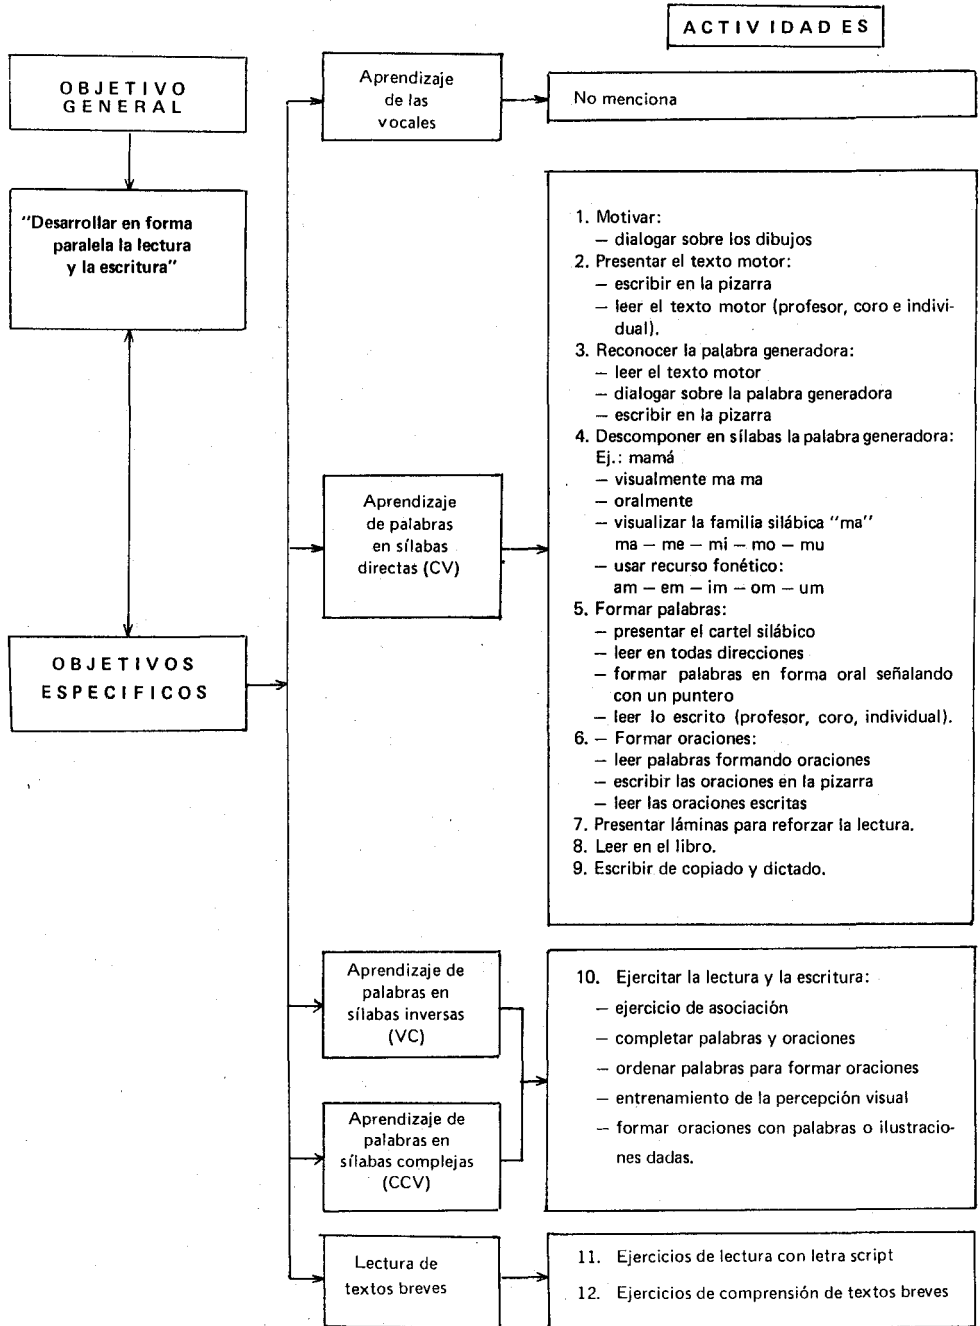 ACTIVIDADES
OBJETIVO
GENERAL
"Desarrollar en forma
paralela la lectura
y la escritura"
OBJETIVOS
ESPECIFICOS
Aprendizaje
de las
vocales
No menciona
Aprendizaje
de palabras
en sílabas
directas (CV)
1. Motivar:
— dialogar sobre los dibujos
2. Presentar el texto motor:
— escribir en la pizarra
— leer el texto motor (profesor, coro e indivi-
dual).
3. Reconocer la palabra generadora:
— leer el texto motor
— dialogar sobre la palabra generadora
— escribir en la pizarra
4. Descomponer en sílabas la palabra generadora:
Ej.: mamá
— visualmente ma ma
— oralmente
— visualizar la familia silábica "ma"
ma — me — mi — mo — mu
— usar recurso fonético:
am — em — im — om — um
5. Formar palabras:
— presentar el cartel silábico
— leer en todas direcciones
— formar palabras en forma oral señalando
con un puntero
— leer lo escrito (profesor, coro, individual).
6. — Formar oraciones:
— leer palabras formando oraciones
— escribir las oraciones en la pizarra
— leer las oraciones escritas
7. Presentar láminas para reforzar la lectura.
8. Leer en el libro.
9. Escribir de copiado y dictado.
Aprendizaje de
palabras en
sílabas inversas
(VC)
Aprendizaje de
palabras en
sílabas complejas
(CCV)
10. Ejercitar la lectura y la escritura:
— ejercicio de asociación
— completar palabras y oraciones
— ordenar palabras para formar oraciones
— entrenamiento de la percepción visual
— formar oraciones con palabras o ilustracio-
nes dadas.
Lectura de
textos breves
11. Ejercicios de lectura con letra script
12. Ejercicios de comprensión de textos breves